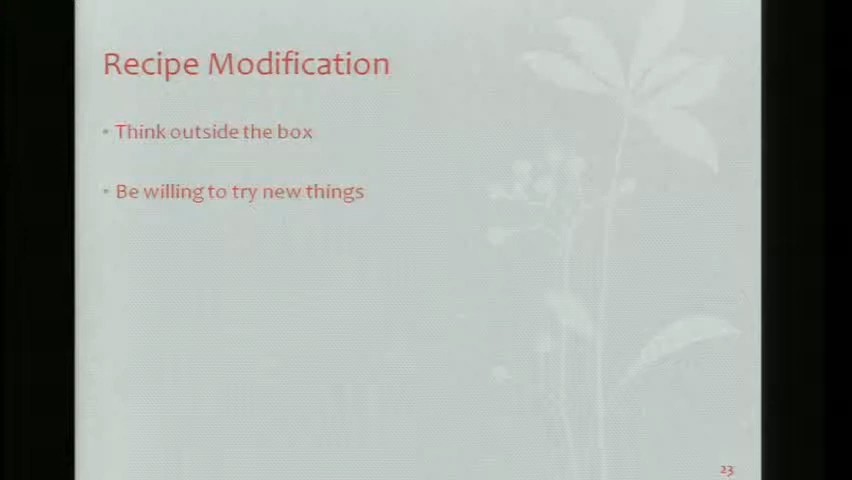 Recipe Modification
• Think outside the box
• Be willing to try new things
23